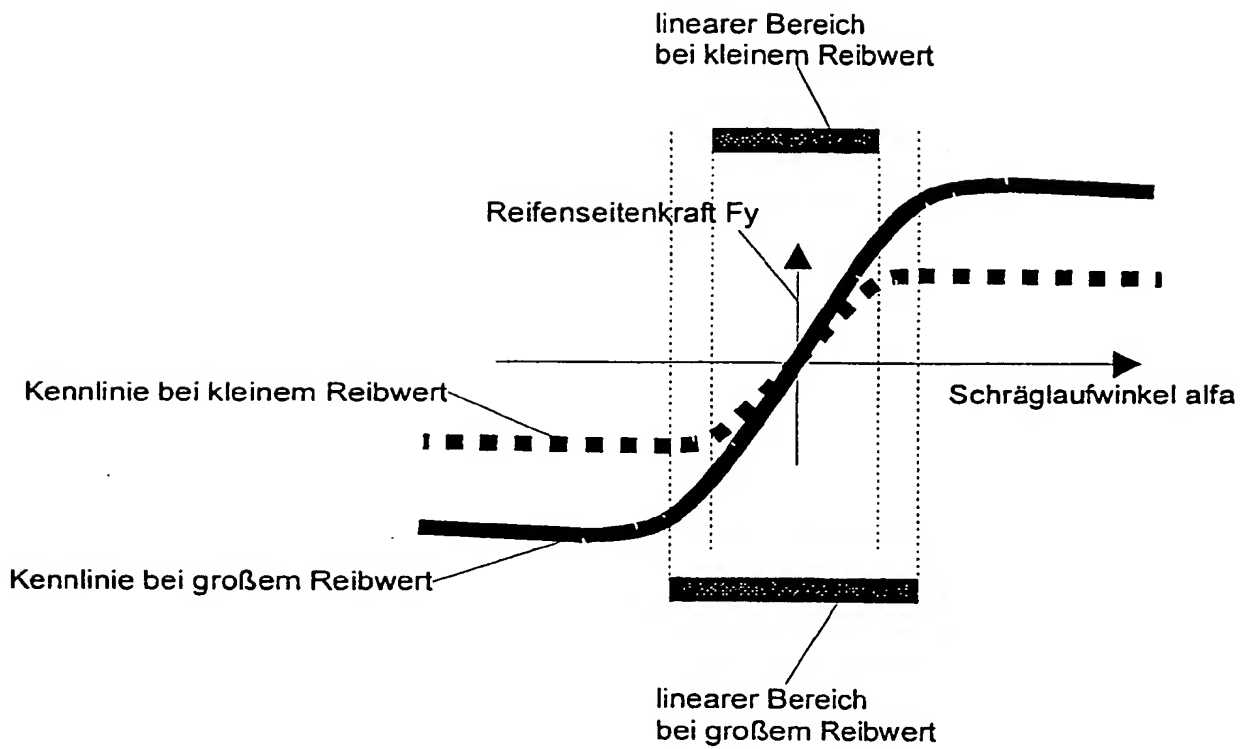 linearer Bereich
bei kleinem Reibwert
Reifenseitenkraft Fy
Kennlinie bei kleinem Reibwert
Schräglaufwinkel alfa
Kennlinie bei großem Reibwert
linearer Bereich
bei großem Reibwert